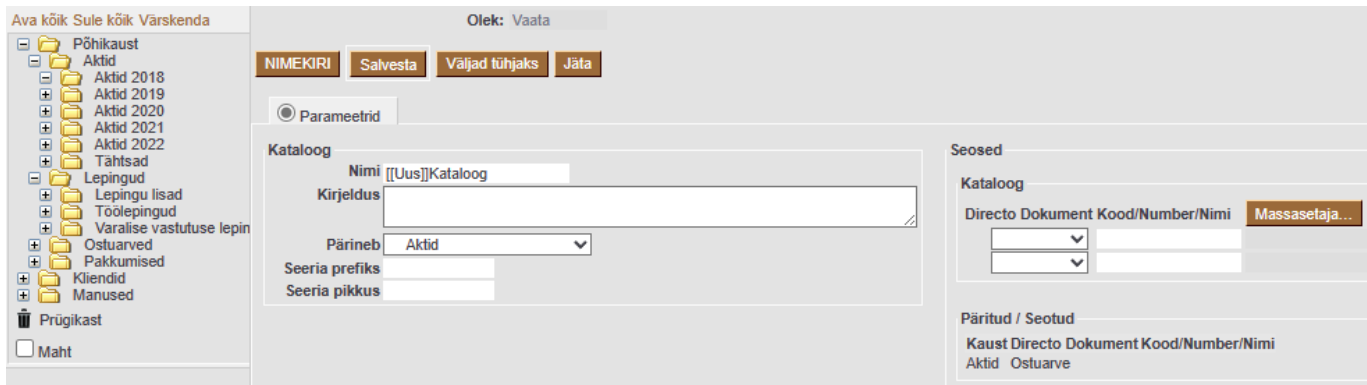 Ava kõik Sule kõik Värskenda
Põhikaust
Aktid
Aktid 2018
Aktid 2019
Aktid 2020
Aktid 2021
Aktid 2022
Tähtsad
Lepingud
Lepingu lisad
Töölepingud
Varalise vastutuse lepin
Ostuarved
Pakkumised
Kliendid
Manused
Prügikast
Maht
Olek: Vaata
NIMEKIRI Salvesta Väljad tühjaks Jäta
Parameetrid
Kataloog
Nimi [[Uus]]Kataloog
Kirjeldus
Pärineb Aktid
Seeria prefiks
Seeria pikkus
Seosed
Kataloog
Directo Dokument Kood/Number/Nimi Massasetaja...
Päritud / Seotud
Kaust Directo Dokument Kood/Number/Nimi
Aktid Ostuarve